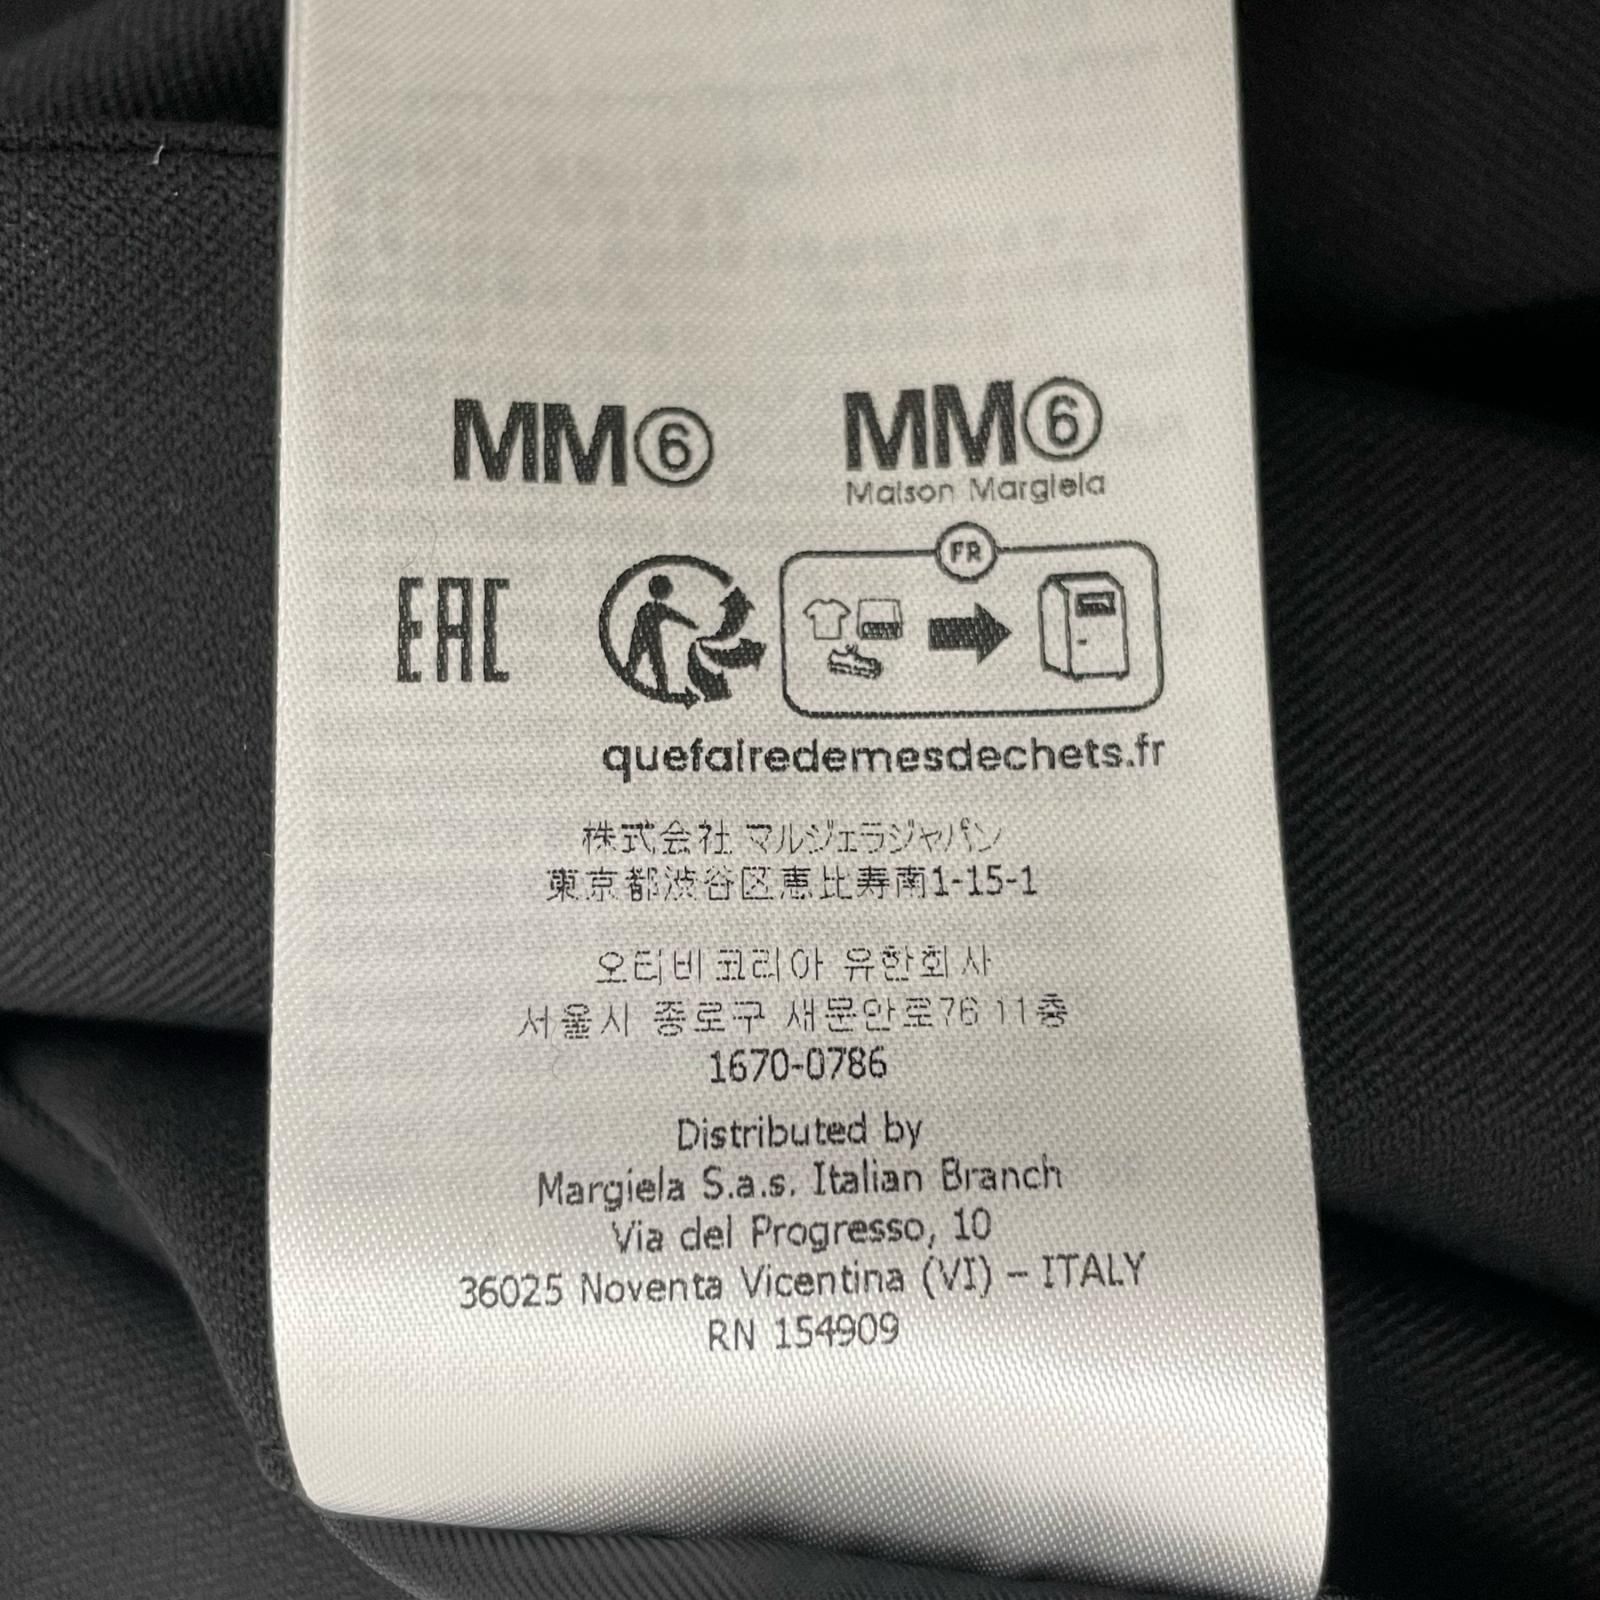 MM⑥ MM⑥
Maison Margiela
FR
EAC
quefairedemesdechets.fr
株式会社 マルジェラジャパン
東京都渋谷区恵比寿南1-15-1
오티비코리아 유한회사
서울시 종로구 새문안로76 11층
1670-0786
Distributed by
Margiela S.a.s. Italian Branch
Via del Progresso, 10
36025 Noventa Vicentina (VI) – ITALY
RN 154909